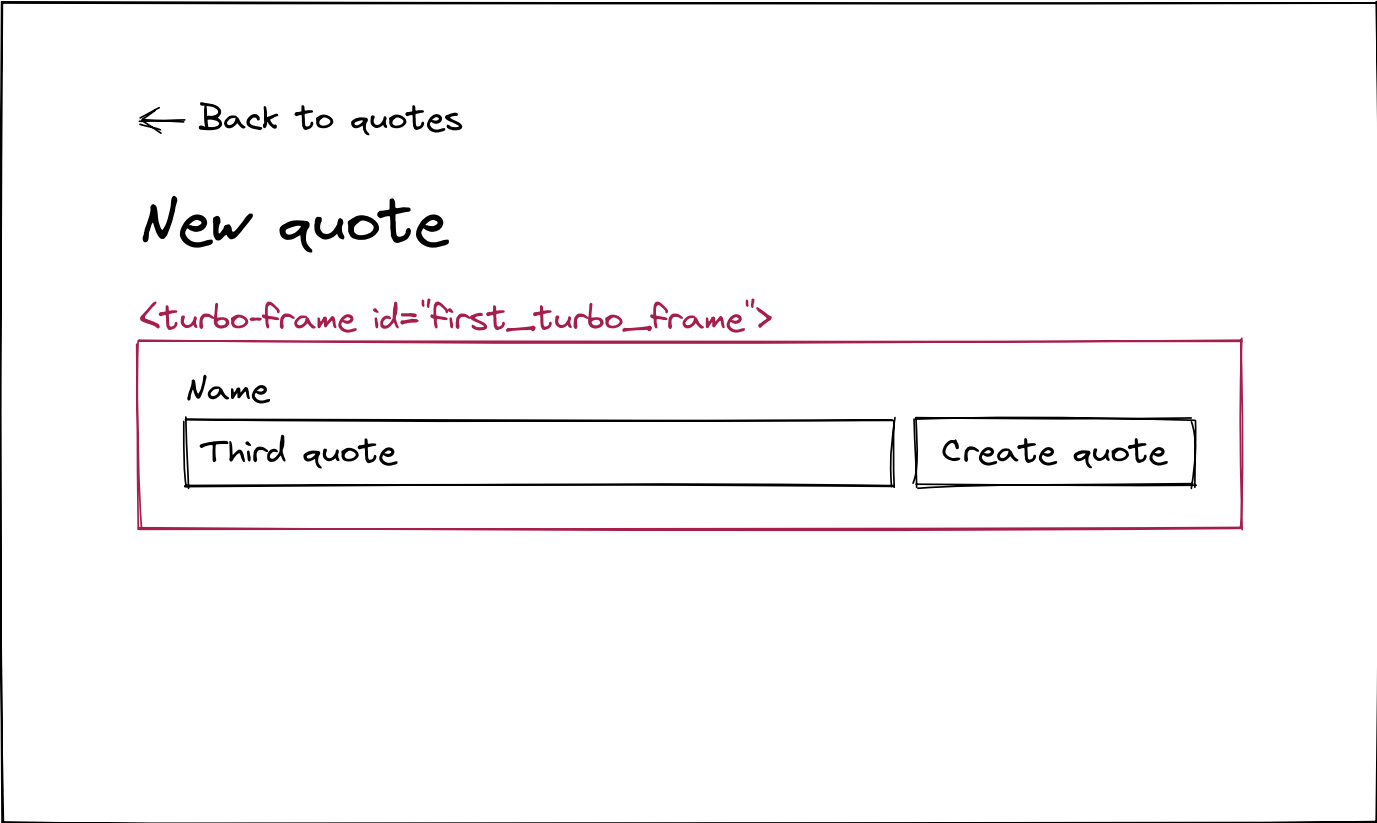 ← Back to quotes
New quote
<turbo-frame id="first_turbo_frame">
Name
Third quote
Create quote